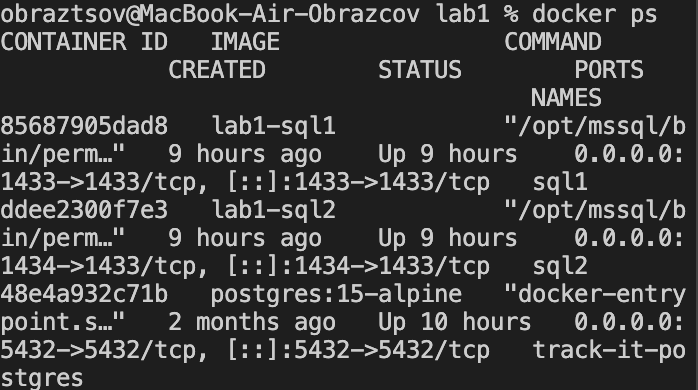 obraztsov@MacBook-Air-Obrazcov lab1 % docker ps
CONTAINER ID   IMAGE                COMMAND
            CREATED        STATUS        PORTS
                                       NAMES
85687905dad8   lab1-sql1            "/opt/mssql/b
in/perm…"   9 hours ago    Up 9 hours    0.0.0.0:
1433->1433/tcp, [::]:1433->1433/tcp   sql1
ddee2300f7e3   lab1-sql2            "/opt/mssql/b
in/perm…"   9 hours ago    Up 9 hours    0.0.0.0:
1434->1433/tcp, [::]:1434->1433/tcp   sql2
48e4a932c71b   postgres:15-alpine   "docker-entry
point.s…"   2 months ago   Up 10 hours   0.0.0.0:
5432->5432/tcp, [::]:5432->5432/tcp   track-it-po
stgres